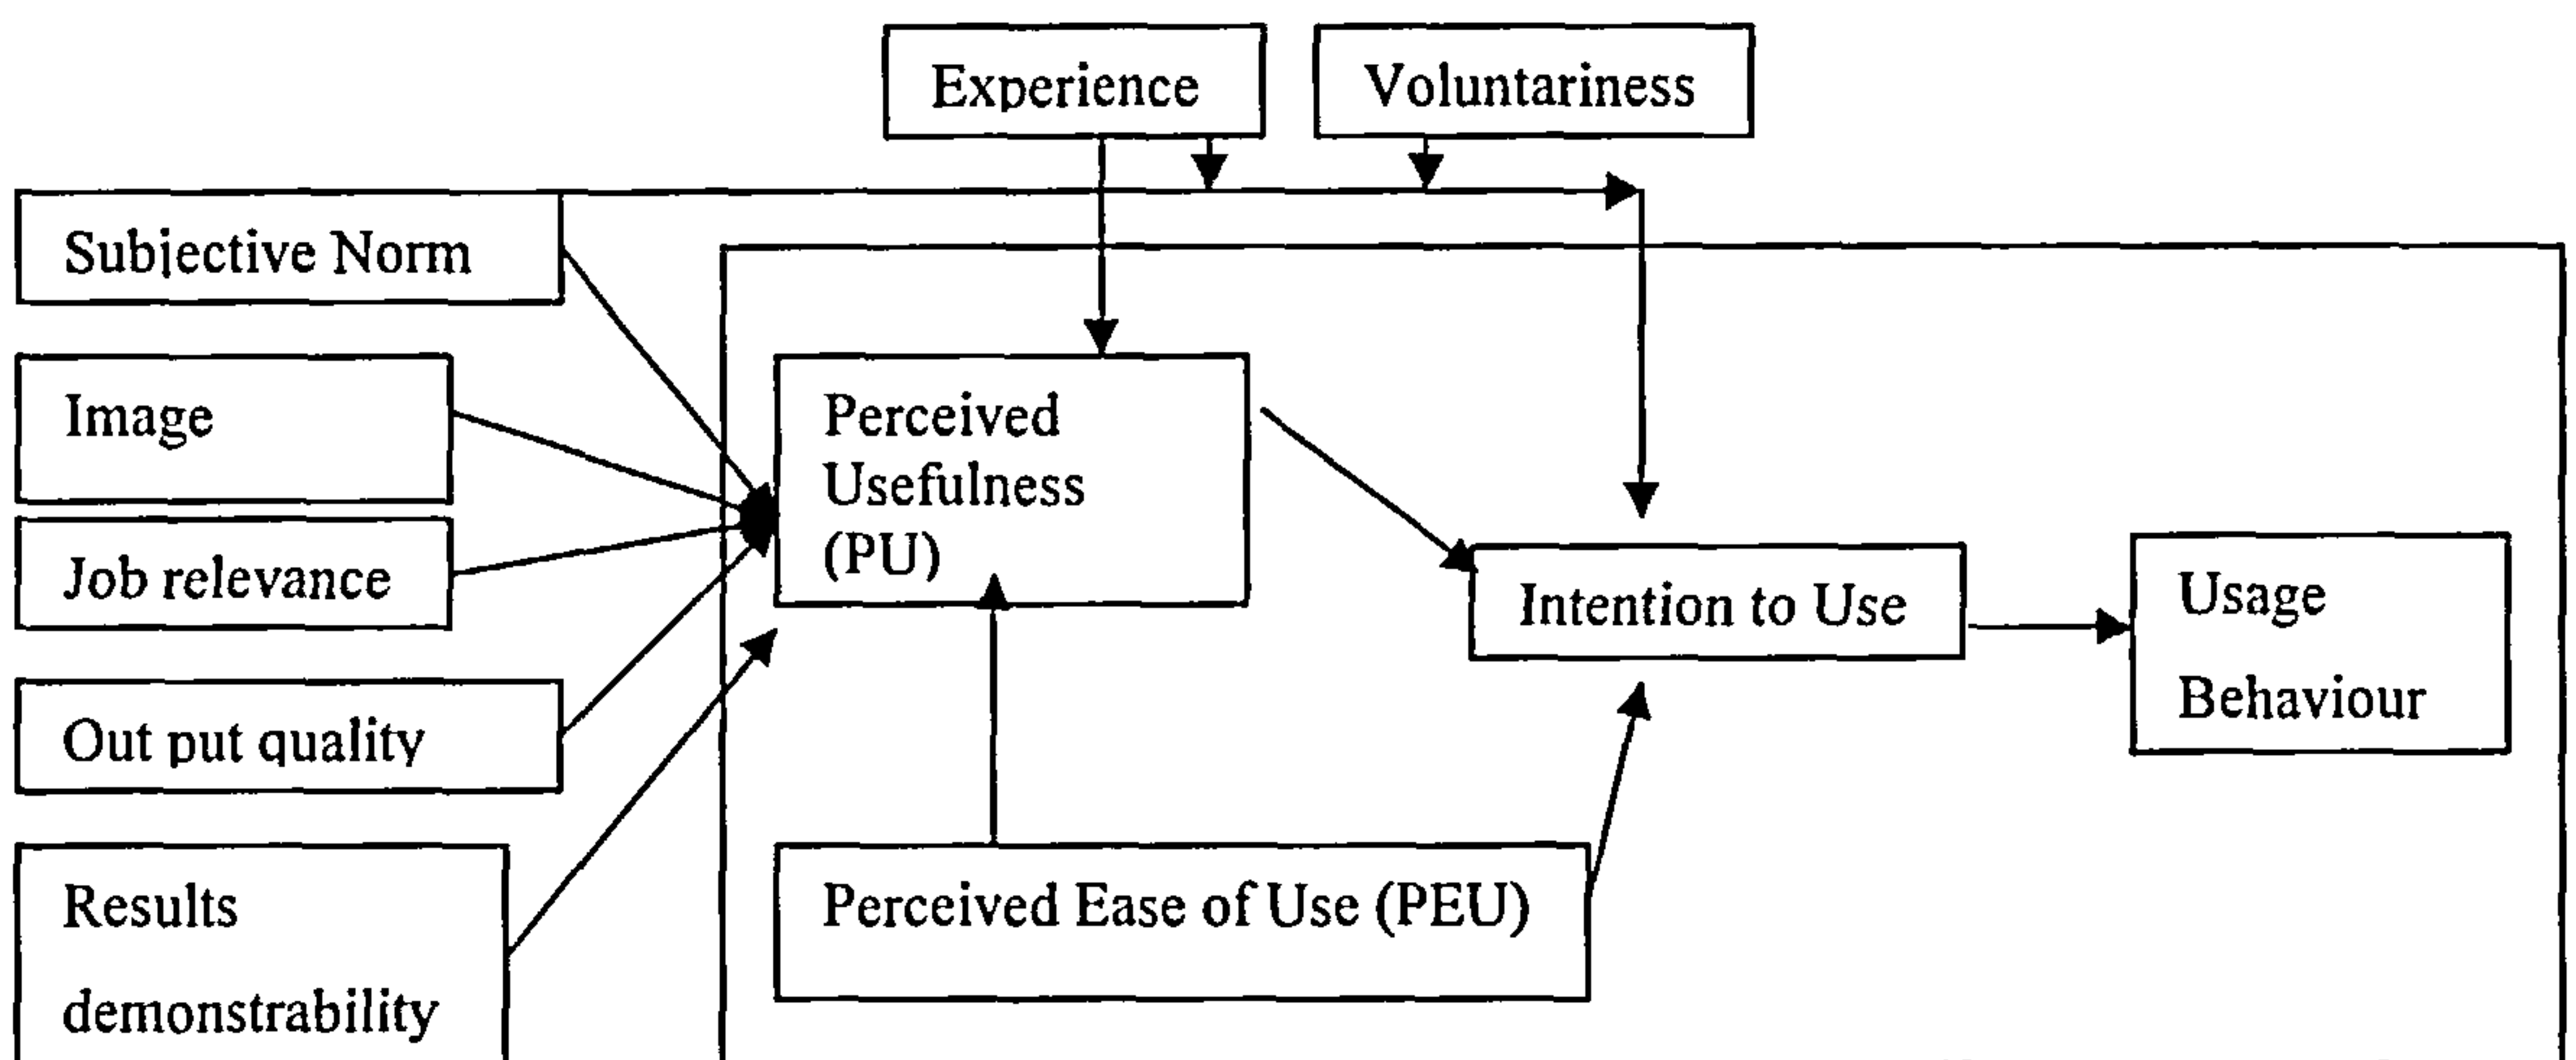 Experience
Voluntariness
Subjective Norm
Image
Job relevance
Out put quality
Results
demonstrability
Perceived
Usefulness
(PU)
Perceived Ease of Use (PEU)
Intention to Use
Usage
Behaviour